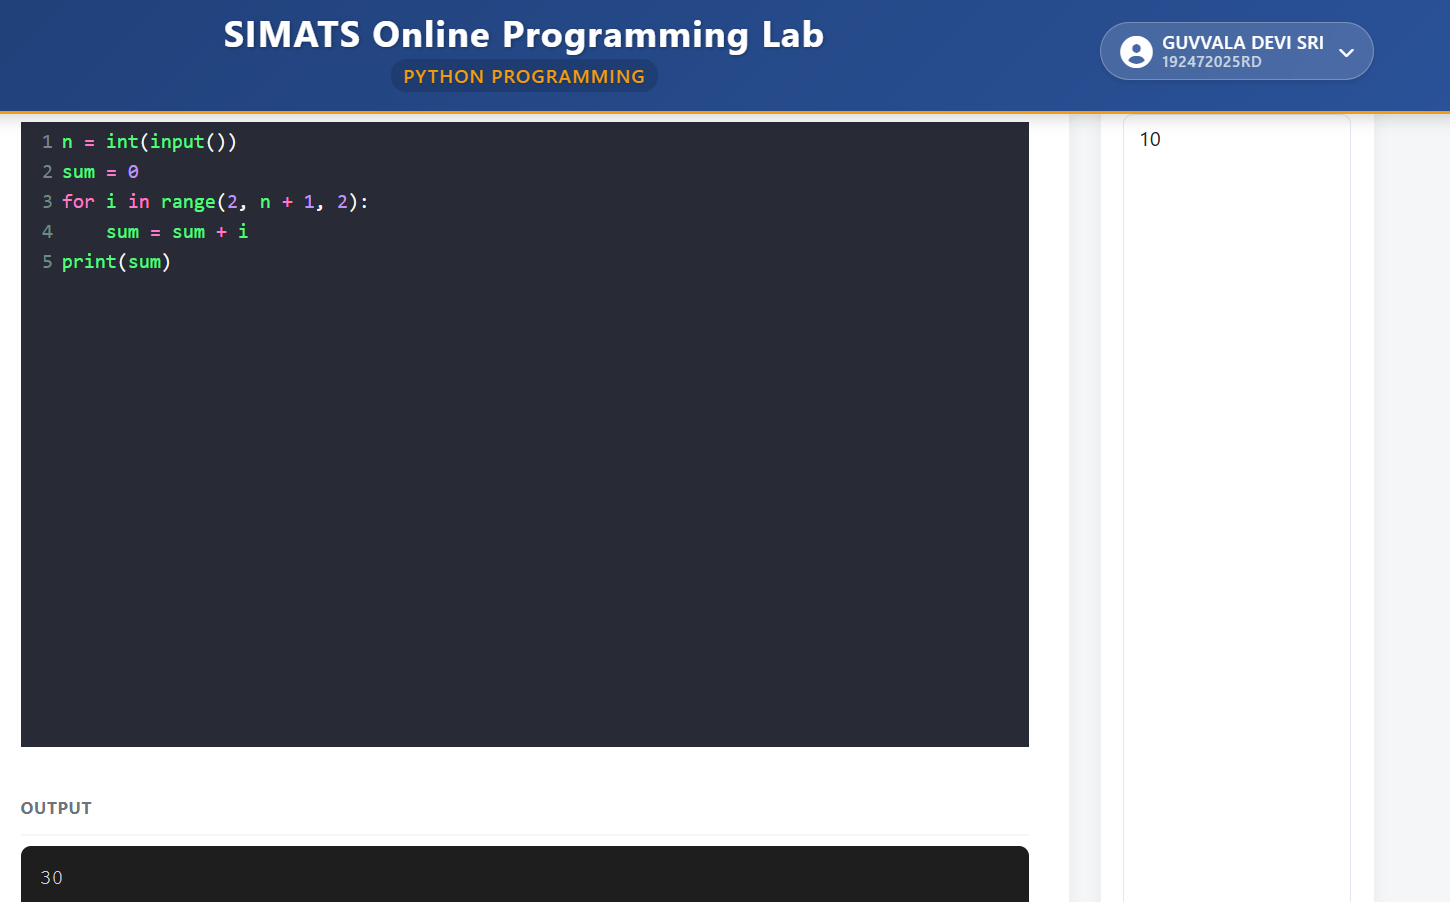 SIMATS Online Programming Lab
PYTHON PROGRAMMING
GUVVALA DEVI SRI
192472025RD
1 n = int(input())
2 sum = 0
3 for i in range(2, n + 1, 2):
4     sum = sum + i
5 print(sum)
10
OUTPUT
30